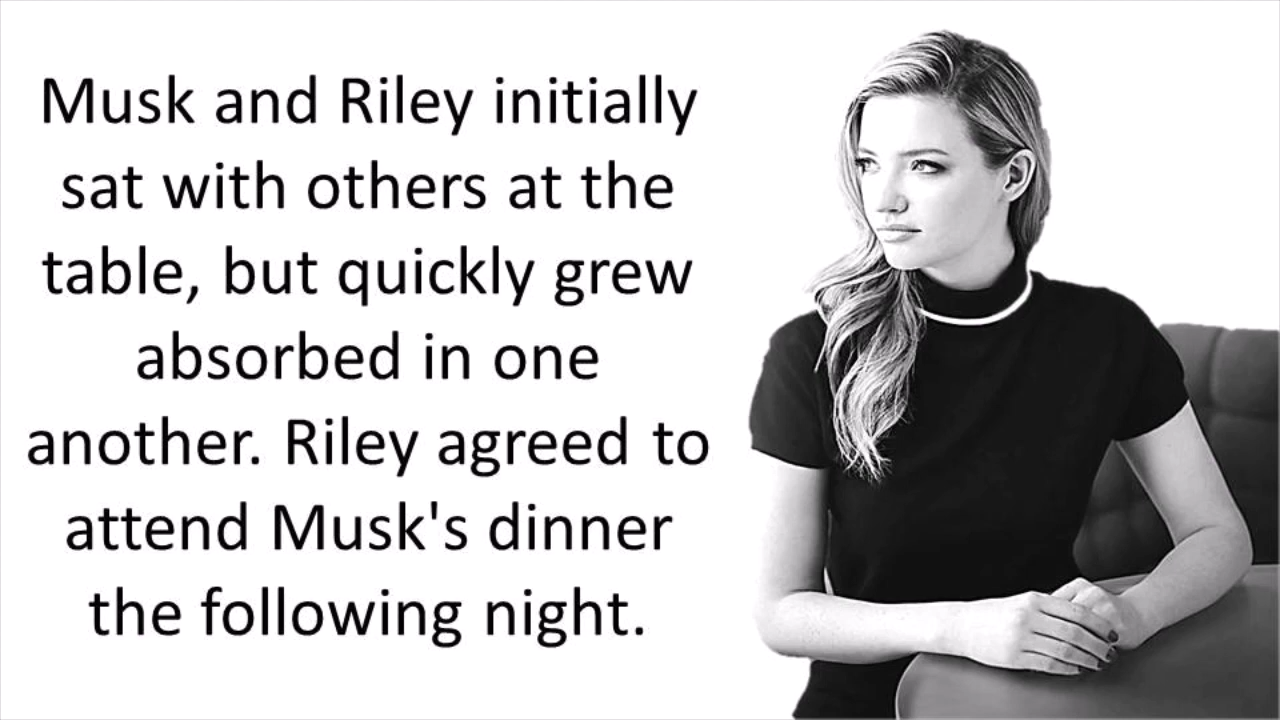 Musk and Riley initially
sat with others at the
table, but quickly grew
absorbed in one
another. Riley agreed to
attend Musk's dinner
the following night.